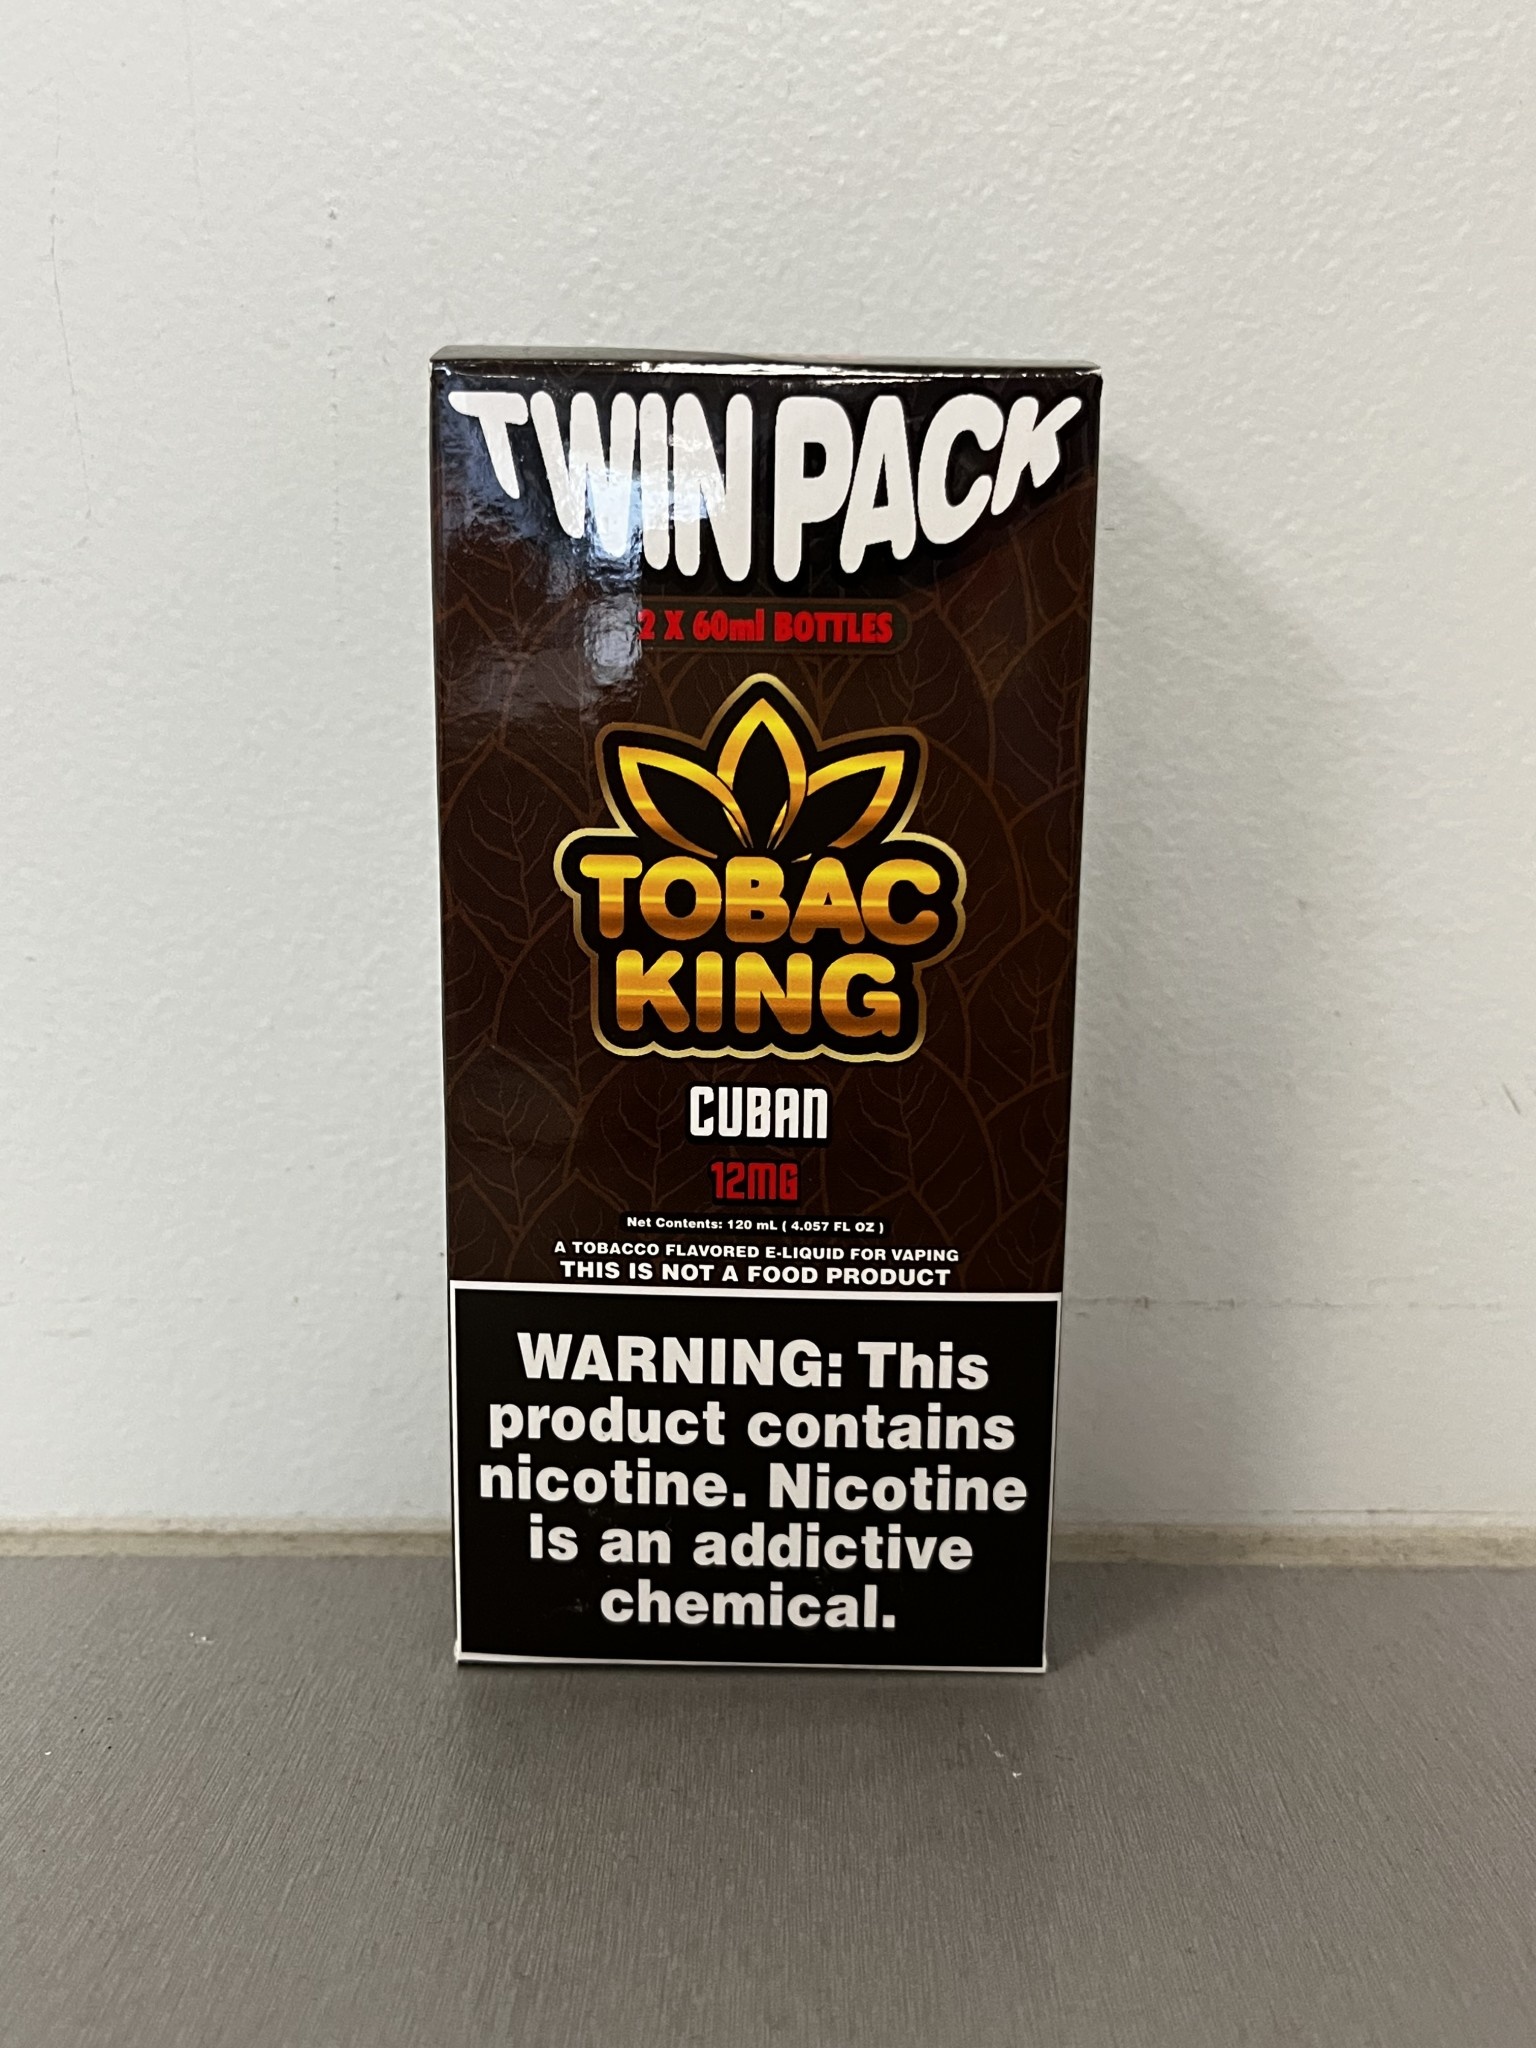 TWIN PACK
2 X 60ml BOTTLES
TOBAC
KING
CUBAN
12MG
Net Contents: 120 mL ( 4.057 FL OZ )
A TOBACCO FLAVORED E-LIQUID FOR VAPING
THIS IS NOT A FOOD PRODUCT
WARNING: This
product contains
nicotine. Nicotine
is an addictive
chemical.